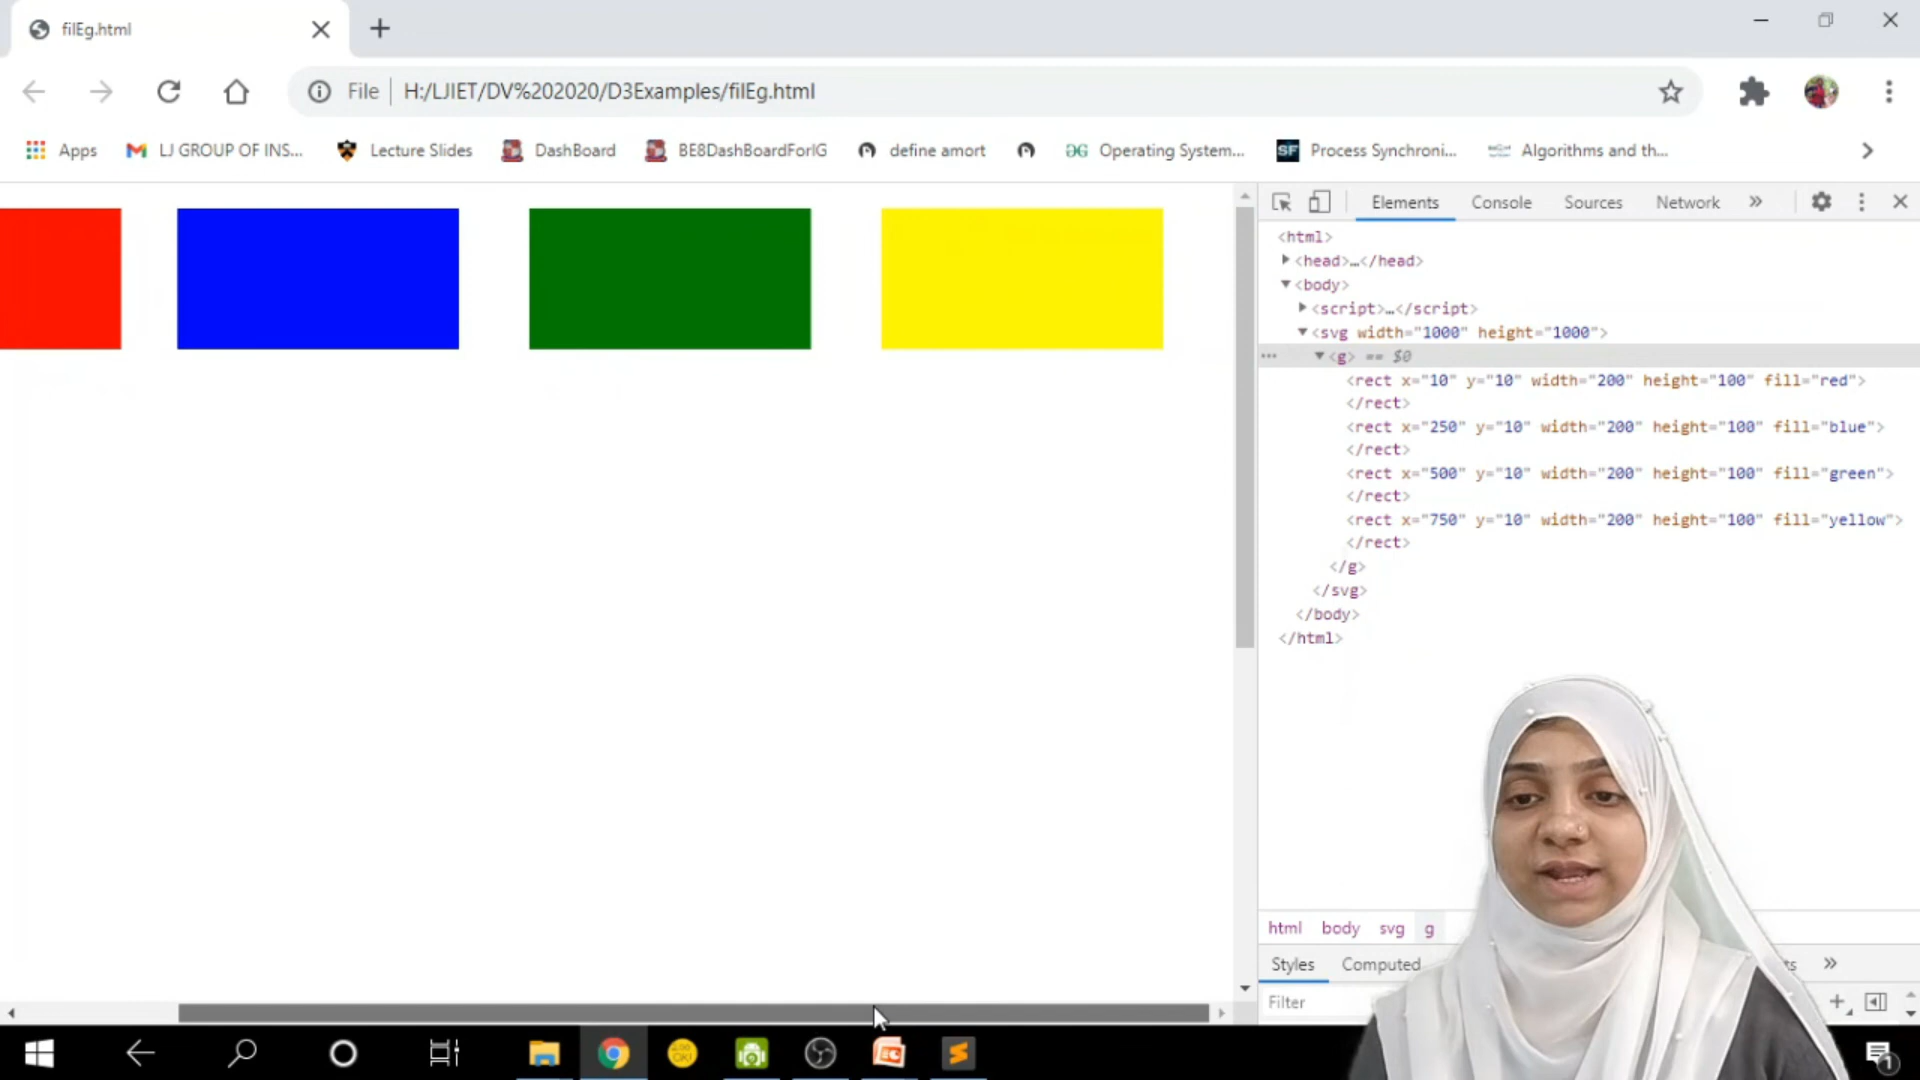 filEg.html
File H:/LJIET/DV%202020/D3Examples/filEg.html
Apps LJ GROUP OF INS... Lecture Slides DashBoard BE8DashBoardForIG define amort Operating System... Process Synchroni... Algorithms and th...
Elements Console Sources Network »
<html>
<head>…</head>
<body>
<script>…</script>
<svg width="1000" height="1000">
… <g> == $0
<rect x="10" y="10" width="200" height="100" fill="red">
</rect>
<rect x="250" y="10" width="200" height="100" fill="blue">
</rect>
<rect x="500" y="10" width="200" height="100" fill="green">
</rect>
<rect x="750" y="10" width="200" height="100" fill="yellow">
</rect>
</g>
</svg>
</body>
</html>
html body svg g
Styles Computed ts »
Filter
1